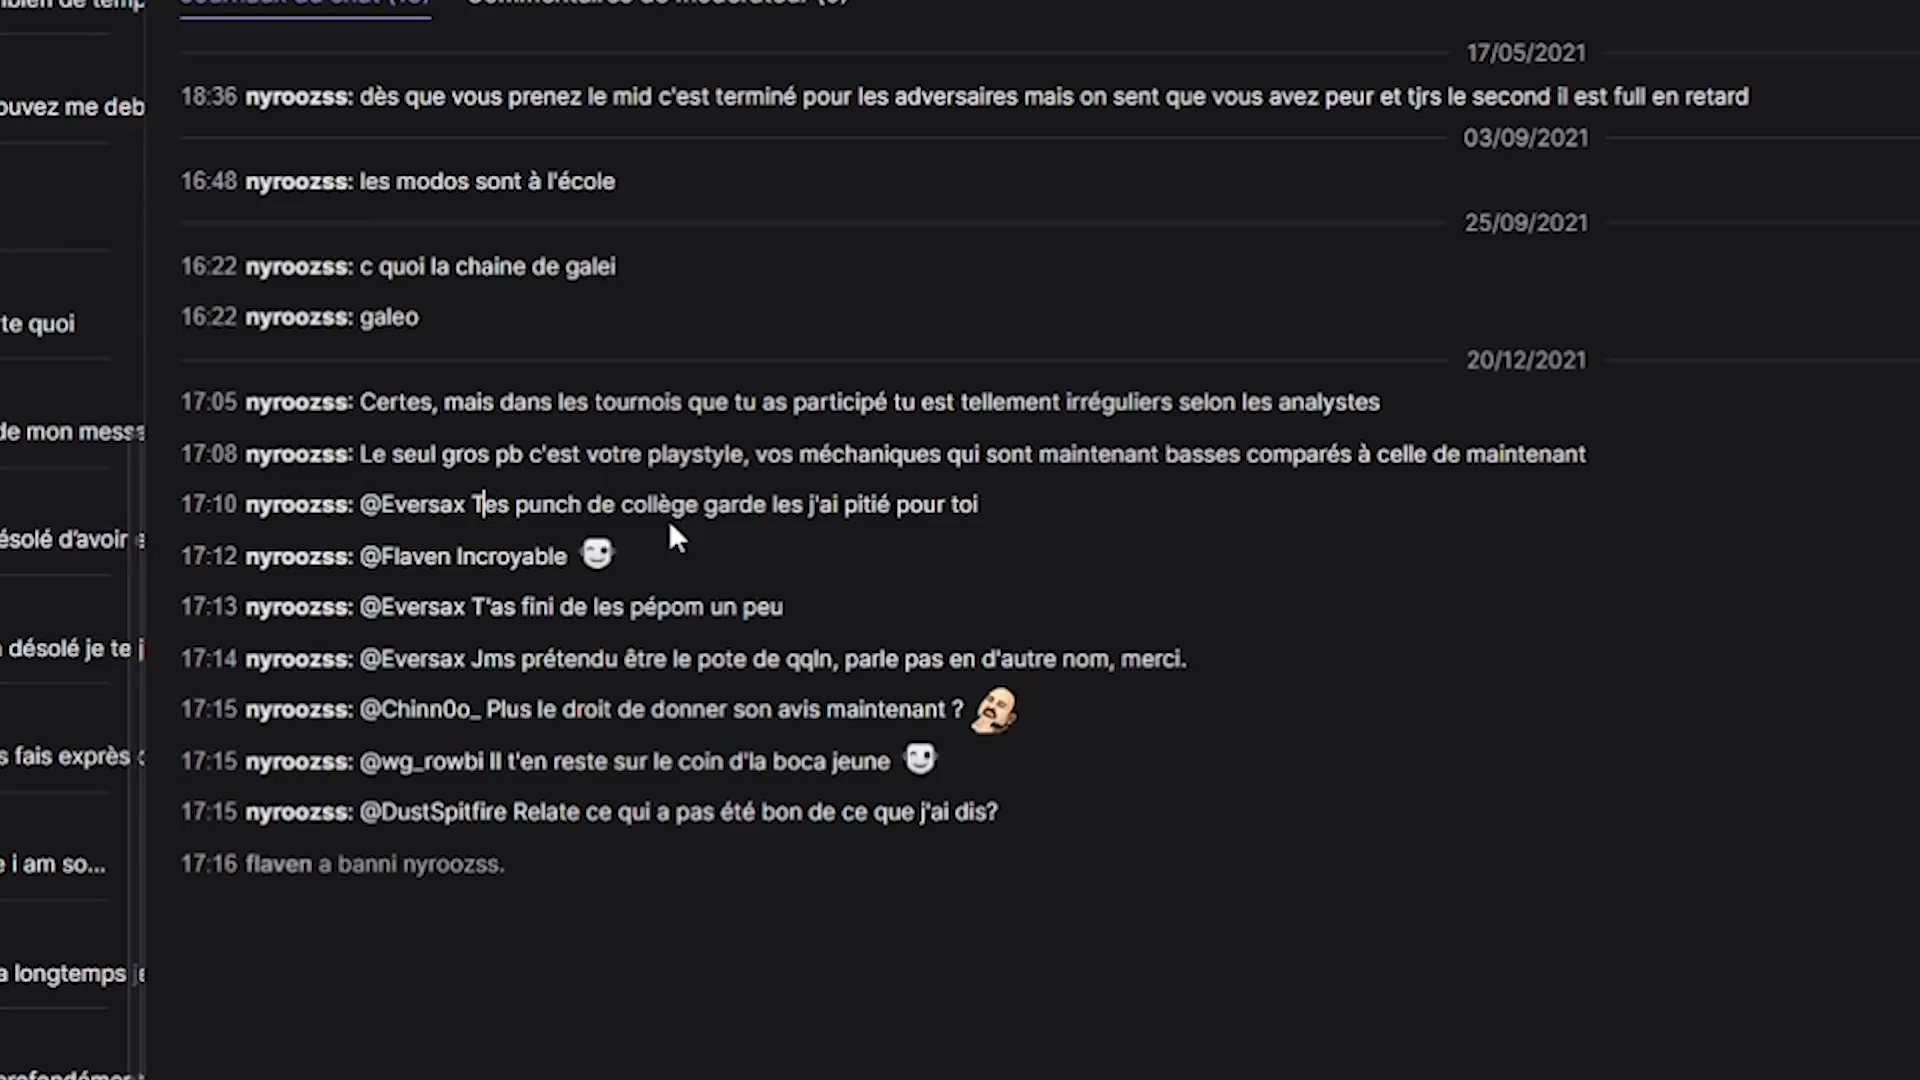 17/05/2021
18:36 nyroozss: dès que vous prenez le mid c'est terminé pour les adversaires mais on sent que vous avez peur et tjrs le second il est full en retard
ouvez me deb
03/09/2021
16:48 nyroozss: les modos sont à l'école
25/09/2021
16:22 nyroozss: c quoi la chaine de galei
16:22 nyroozss: galeo
te quoi
20/12/2021
17:05 nyroozss: Certes, mais dans les tournois que tu as participé tu est tellement irréguliers selon les analystes
de mon messa
17:08 nyroozss: Le seul gros pb c'est votre playstyle, vos méchaniques qui sont maintenant basses comparés à celle de maintenant
17:10 nyroozss: @Eversax Tes punch de collège garde les j'ai pitié pour toi
ésolé d'avoir e
17:12 nyroozss: @Flaven Incroyable
17:13 nyroozss: @Eversax T'as fini de les pépom un peu
désolé je te j
17:14 nyroozss: @Eversax Jms prétendu être le pote de qqln, parle pas en d'autre nom, merci.
17:15 nyroozss: @Chinn0o_ Plus le droit de donner son avis maintenant ?
s fais exprès
17:15 nyroozss: @wg_rowbi Il t'en reste sur le coin d'la boca jeune
17:15 nyroozss: @DustSpitfire Relate ce qui a pas été bon de ce que j'ai dis?
e i am so...
17:16 flaven a banni nyroozss.
a longtemps je